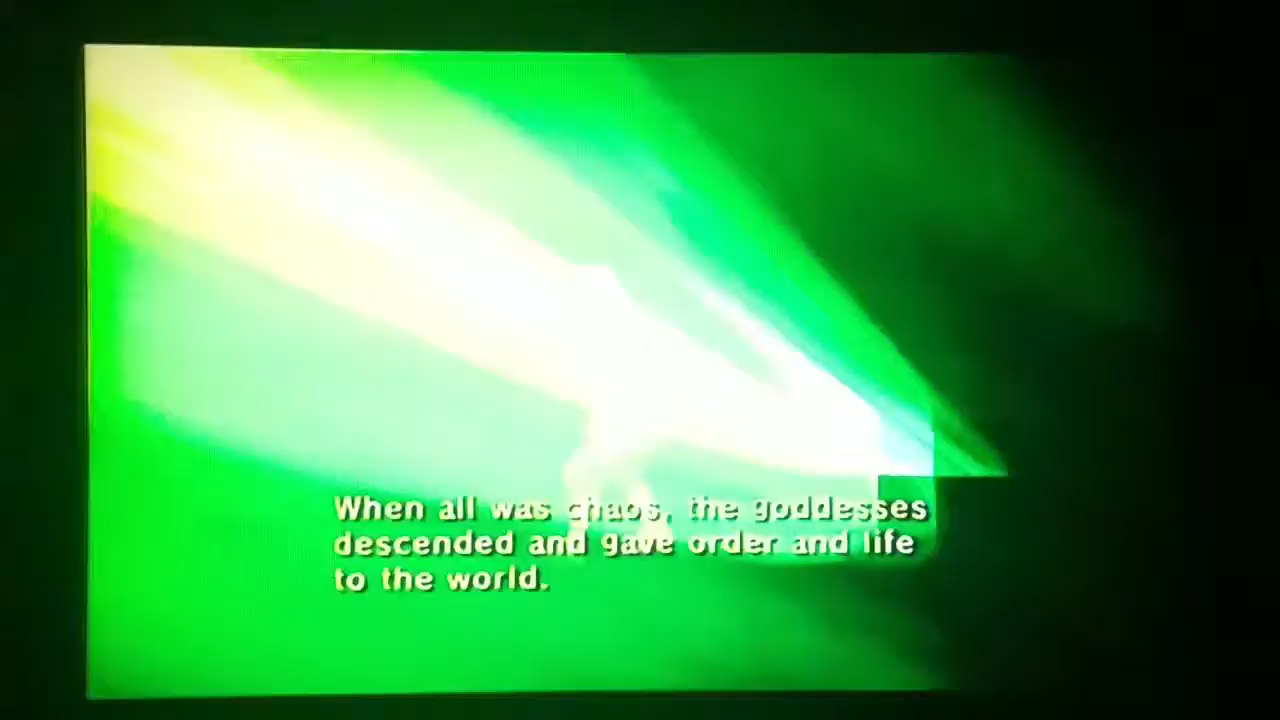 When all was chaos, the goddesses
descended and gave order and life
to the world.